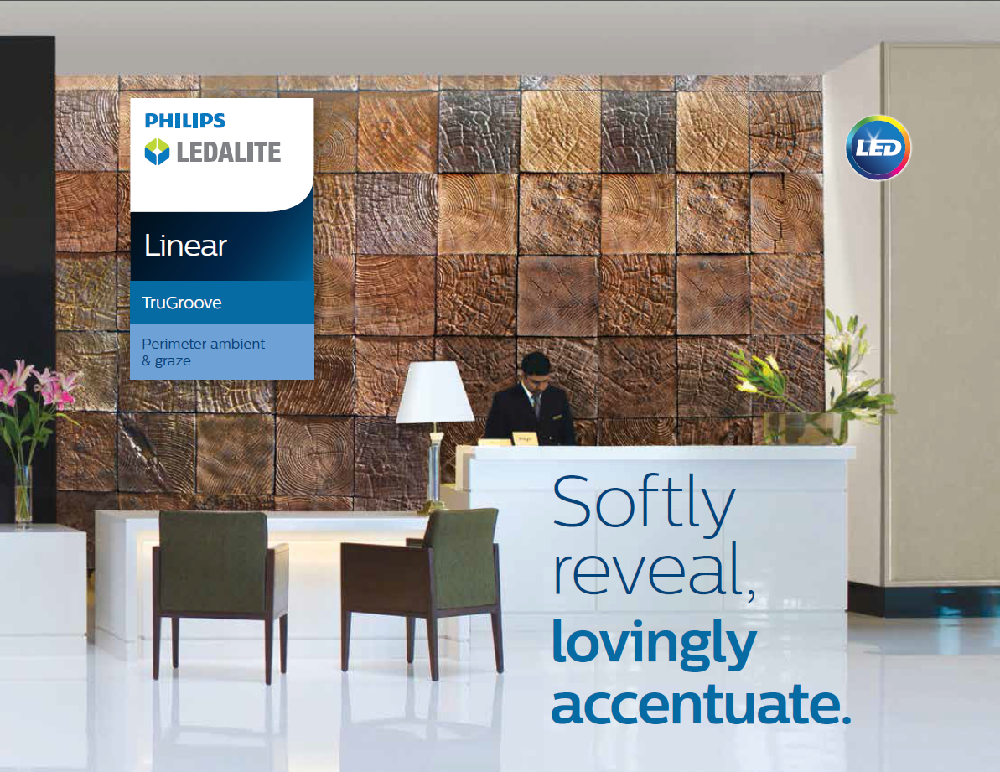 PHILIPS
LEDALITE
LED
Linear
TruGroove
Perimeter ambient
& graze
Softly
reveal,
lovingly
accentuate.